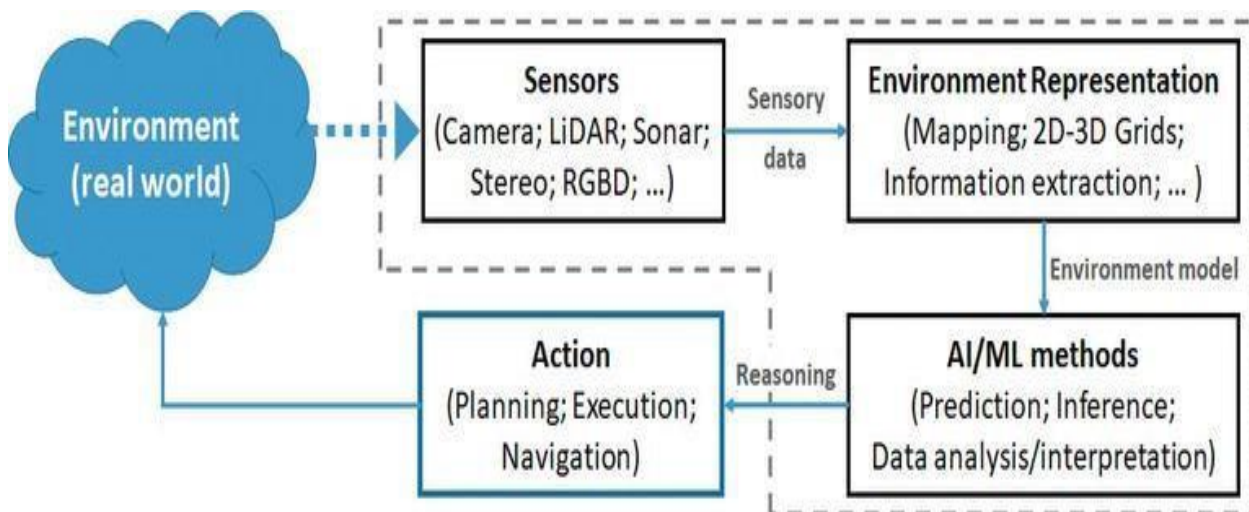 Environment
(real world)
Sensors
(Camera; LiDAR; Sonar;
Stereo; RGBD; ...)
Sensory
data
Environment Representation
(Mapping; 2D-3D Grids;
Information extraction; ... )
Environment model
AI/ML methods
(Prediction; Inference;
Data analysis/interpretation)
Reasoning
Action
(Planning; Execution;
Navigation)